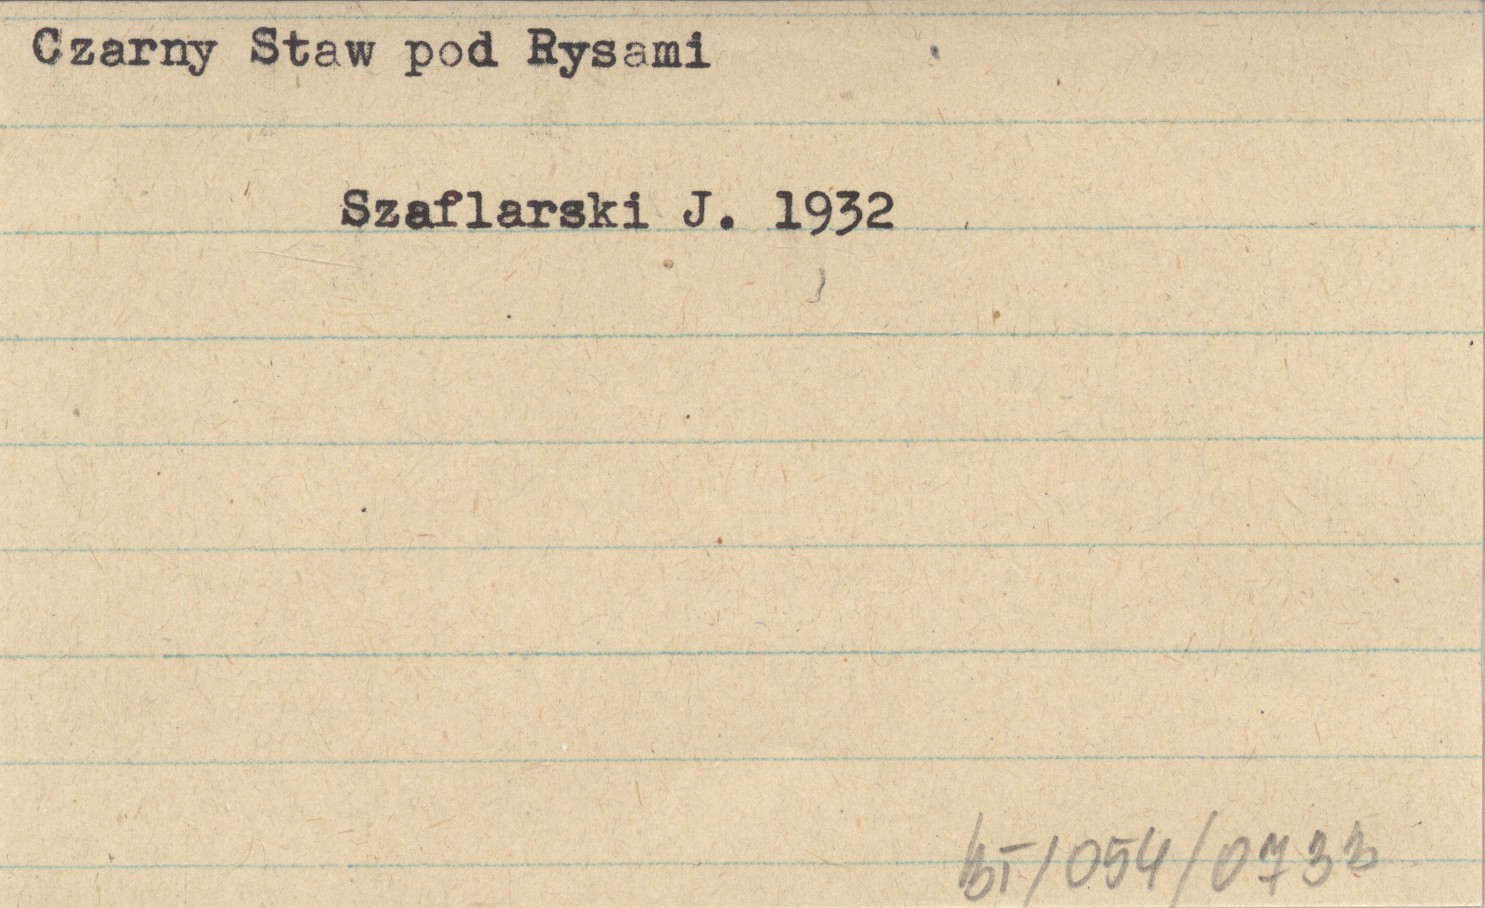 Czarny Staw pod Rysami
Szaflarski J. 1932
BT/054/0733